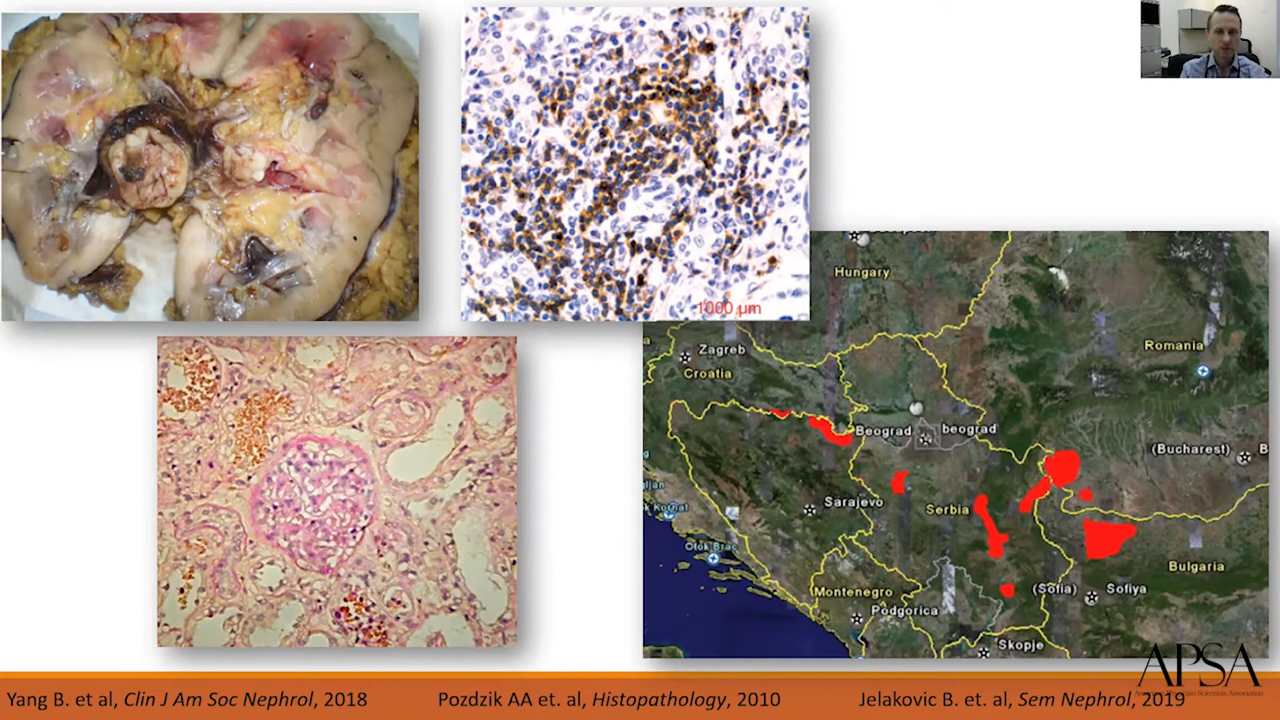 1000 µm
Hungary
Romania
Zagreb
Croatia
Beograd
beograd
(Bucharest)
B
Sarajevo
Serbia
Otok Brac
Bulgaria
Montenegro
(Sofia)
Sofiya
Podgorica
Skopje
APSA
Yang B. et al, Clin J Am Soc Nephrol, 2018
Pozdzik AA et. al, Histopathology, 2010
Jelakovic B. et. al, Sem Nephrol, 2019